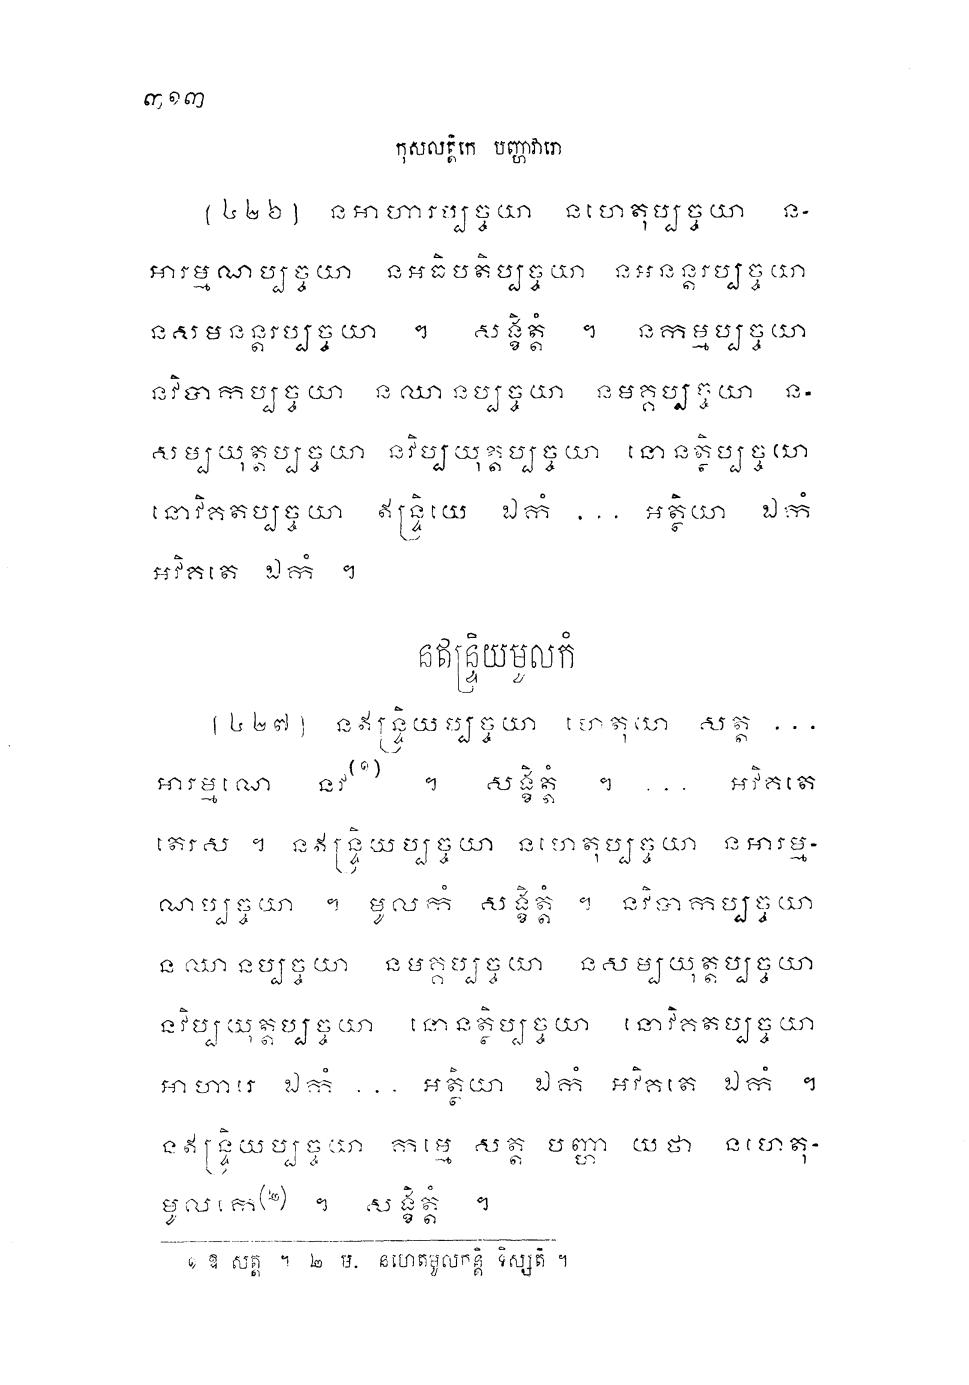 ៣១៣
កុសលត្តិកេ បញ្ហាវារោ
(៤២៦) នអាហារប្បច្ចយា នហេតុប្បច្ចយា ន-
អារម្មណប្បច្ចយា នអធិបតិប្បច្ចយា នអនន្តរប្បច្ចយា
នសមនន្តរប្បច្ចយា ។ សង្ខិត្តំ ។ នកម្មប្បច្ចយា
នវិបាកប្បច្ចយា នឈានប្បច្ចយា នមគ្គប្បច្ចយា ន-
សម្បយុត្តប្បច្ចយា នវិប្បយុត្តប្បច្ចយា នោនត្ថិប្បច្ចយា
នោវិគតប្បច្ចយា ឥន្ទ្រិយេ ឯកំ ... អត្ថិយា ឯកំ
អវិគតេ ឯកំ ។
នឥន្ទ្រិយមូលកំ
(៤២៧) នឥន្ទ្រិយប្បច្ចយា ហេតុយា សត្ត ...
អារម្មណេ នវ(១) ។ សង្ខិត្តំ ។ ... អវិគតេ
តេរស ។ នឥន្ទ្រិយប្បច្ចយា នហេតុប្បច្ចយា នអារម្ម-
ណប្បច្ចយា ។ មូលកំ សង្ខិត្តំ ។ នវិបាកប្បច្ចយា
នឈានប្បច្ចយា នមគ្គប្បច្ចយា នសម្បយុត្តប្បច្ចយា
នវិប្បយុត្តប្បច្ចយា នោនត្ថិប្បច្ចយា នោវិគតប្បច្ចយា
អាហារេ ឯកំ ... អត្ថិយា ឯកំ អវិគតេ ឯកំ ។
នឥន្ទ្រិយប្បច្ចយា កម្មេ សត្ត បញ្ហា យថា នហេតុ-
មូលកេ(២) ។ សង្ខិត្តំ ។
១ ឱ សត្ត ។ ២ ម. នហេតមូលកន្តិ ទិស្សតិ ។